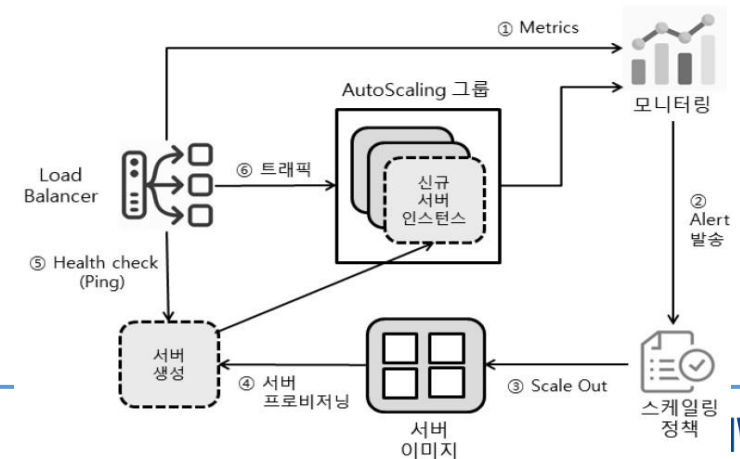 ① Metrics
모니터링
AutoScaling 그룹
Load
Balancer
⑥ 트래픽
신규
서버
인스턴스
②
Alert
발송
⑤ Health check
(Ping)
서버
생성
④ 서버
프로비저닝
서버
이미지
③ Scale Out
스케일링
정책